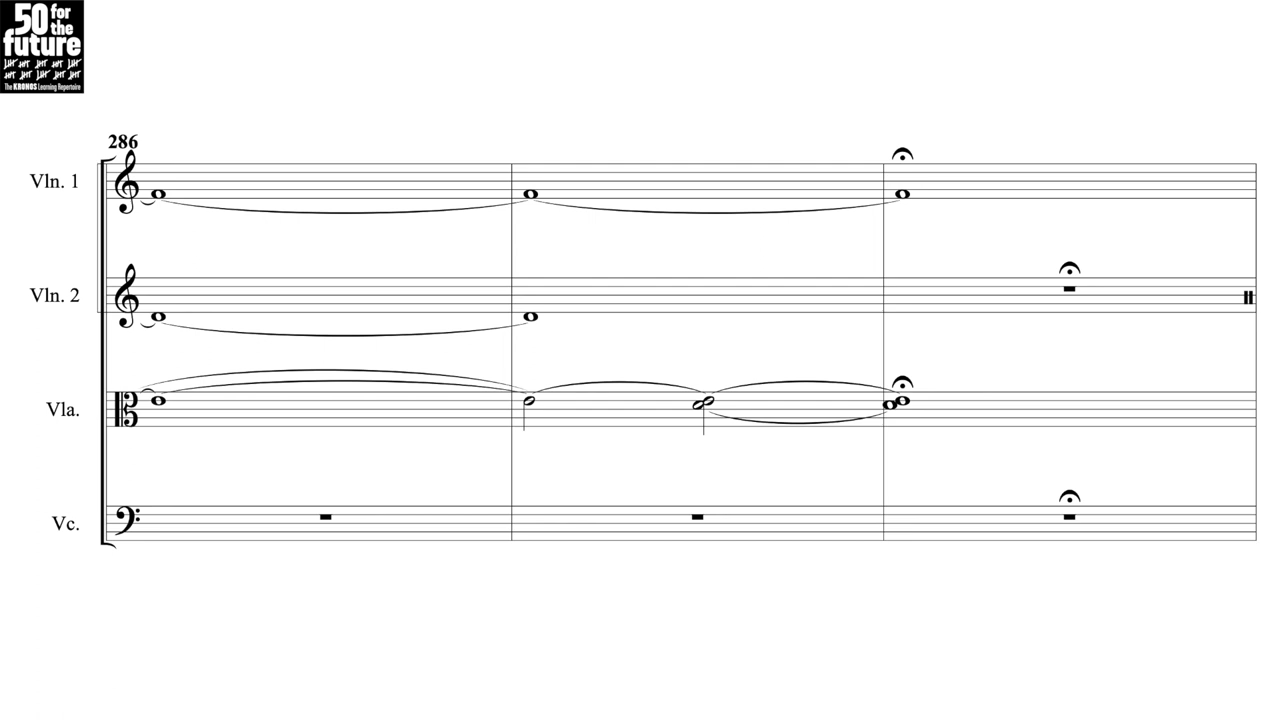 50 for
the
future
The KRONOS Learning Repertoire
286
Vln. 1
Vln. 2
Vla.
Vc.